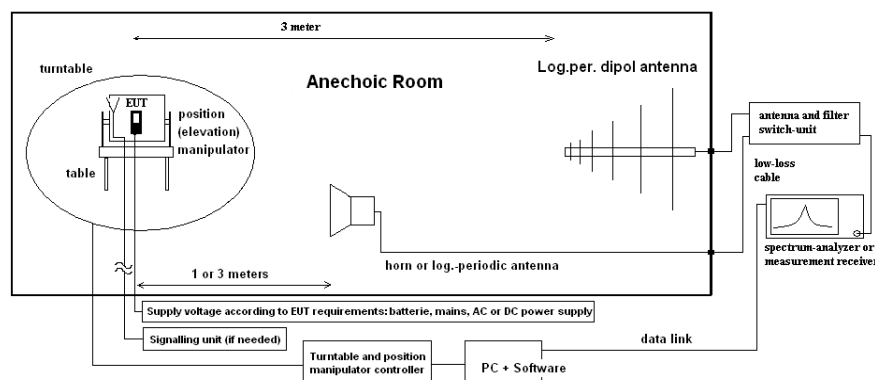 3 meter
turntable
Anechoic Room
Log.per. dipol antenna
EUT
position
(elevation)
manipulator
table
antenna and filter
switch-unit
low-loss
cable
spectrum-analyzer or
measurement receiver
horn or log.-periodic antenna
1 or 3 meters
Supply voltage according to EUT requirements: batterie, mains, AC or DC power supply
Signalling unit (if needed)
data link
Turntable and position
manipulator controller
PC + Software